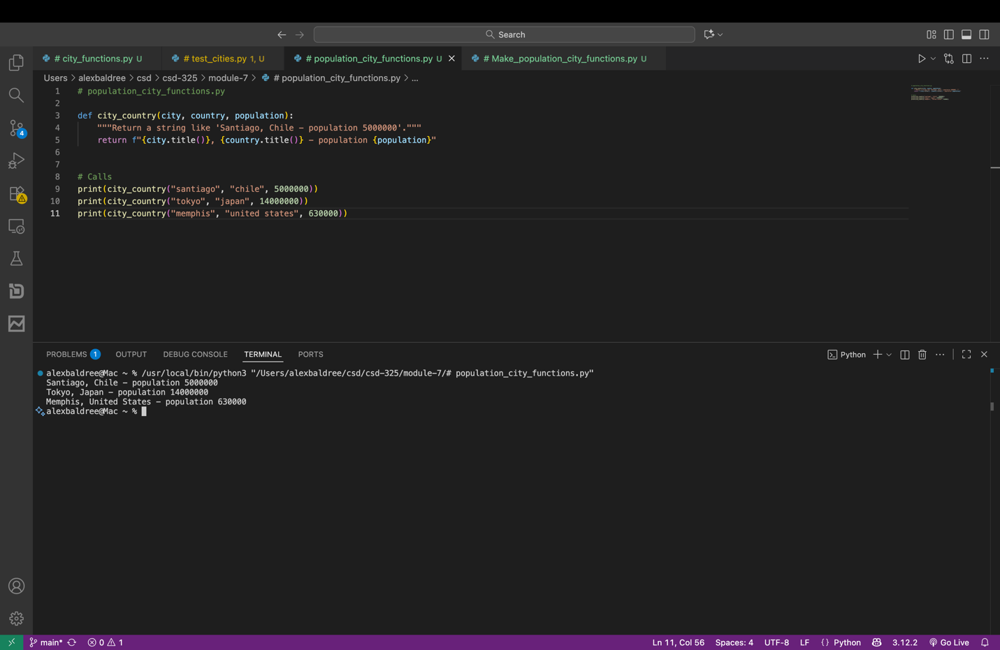 Search
# city_functions.py U
# test_cities.py 1, U
# population_city_functions.py U
# Make_population_city_functions.py U
Users > alexbaldree > csd > csd-325 > module-7 > # population_city_functions.py > ...
1 # population_city_functions.py
2
3 def city_country(city, country, population):
4 """Return a string like 'Santiago, Chile – population 5000000'."""
5 return f"{city.title()}, {country.title()} – population {population}"
6
7
8 # Calls
9 print(city_country("santiago", "chile", 5000000))
10 print(city_country("tokyo", "japan", 14000000))
11 print(city_country("memphis", "united states", 630000))
4
PROBLEMS 1 OUTPUT DEBUG CONSOLE TERMINAL PORTS
Python
alexbaldree@Mac ~ % /usr/local/bin/python3 "/Users/alexbaldree/csd/csd-325/module-7/# population_city_functions.py"
Santiago, Chile – population 5000000
Tokyo, Japan – population 14000000
Memphis, United States – population 630000
alexbaldree@Mac ~ %
main* 0 1 Ln 11, Col 56 Spaces: 4 UTF-8 LF {} Python 3.12.2 Go Live